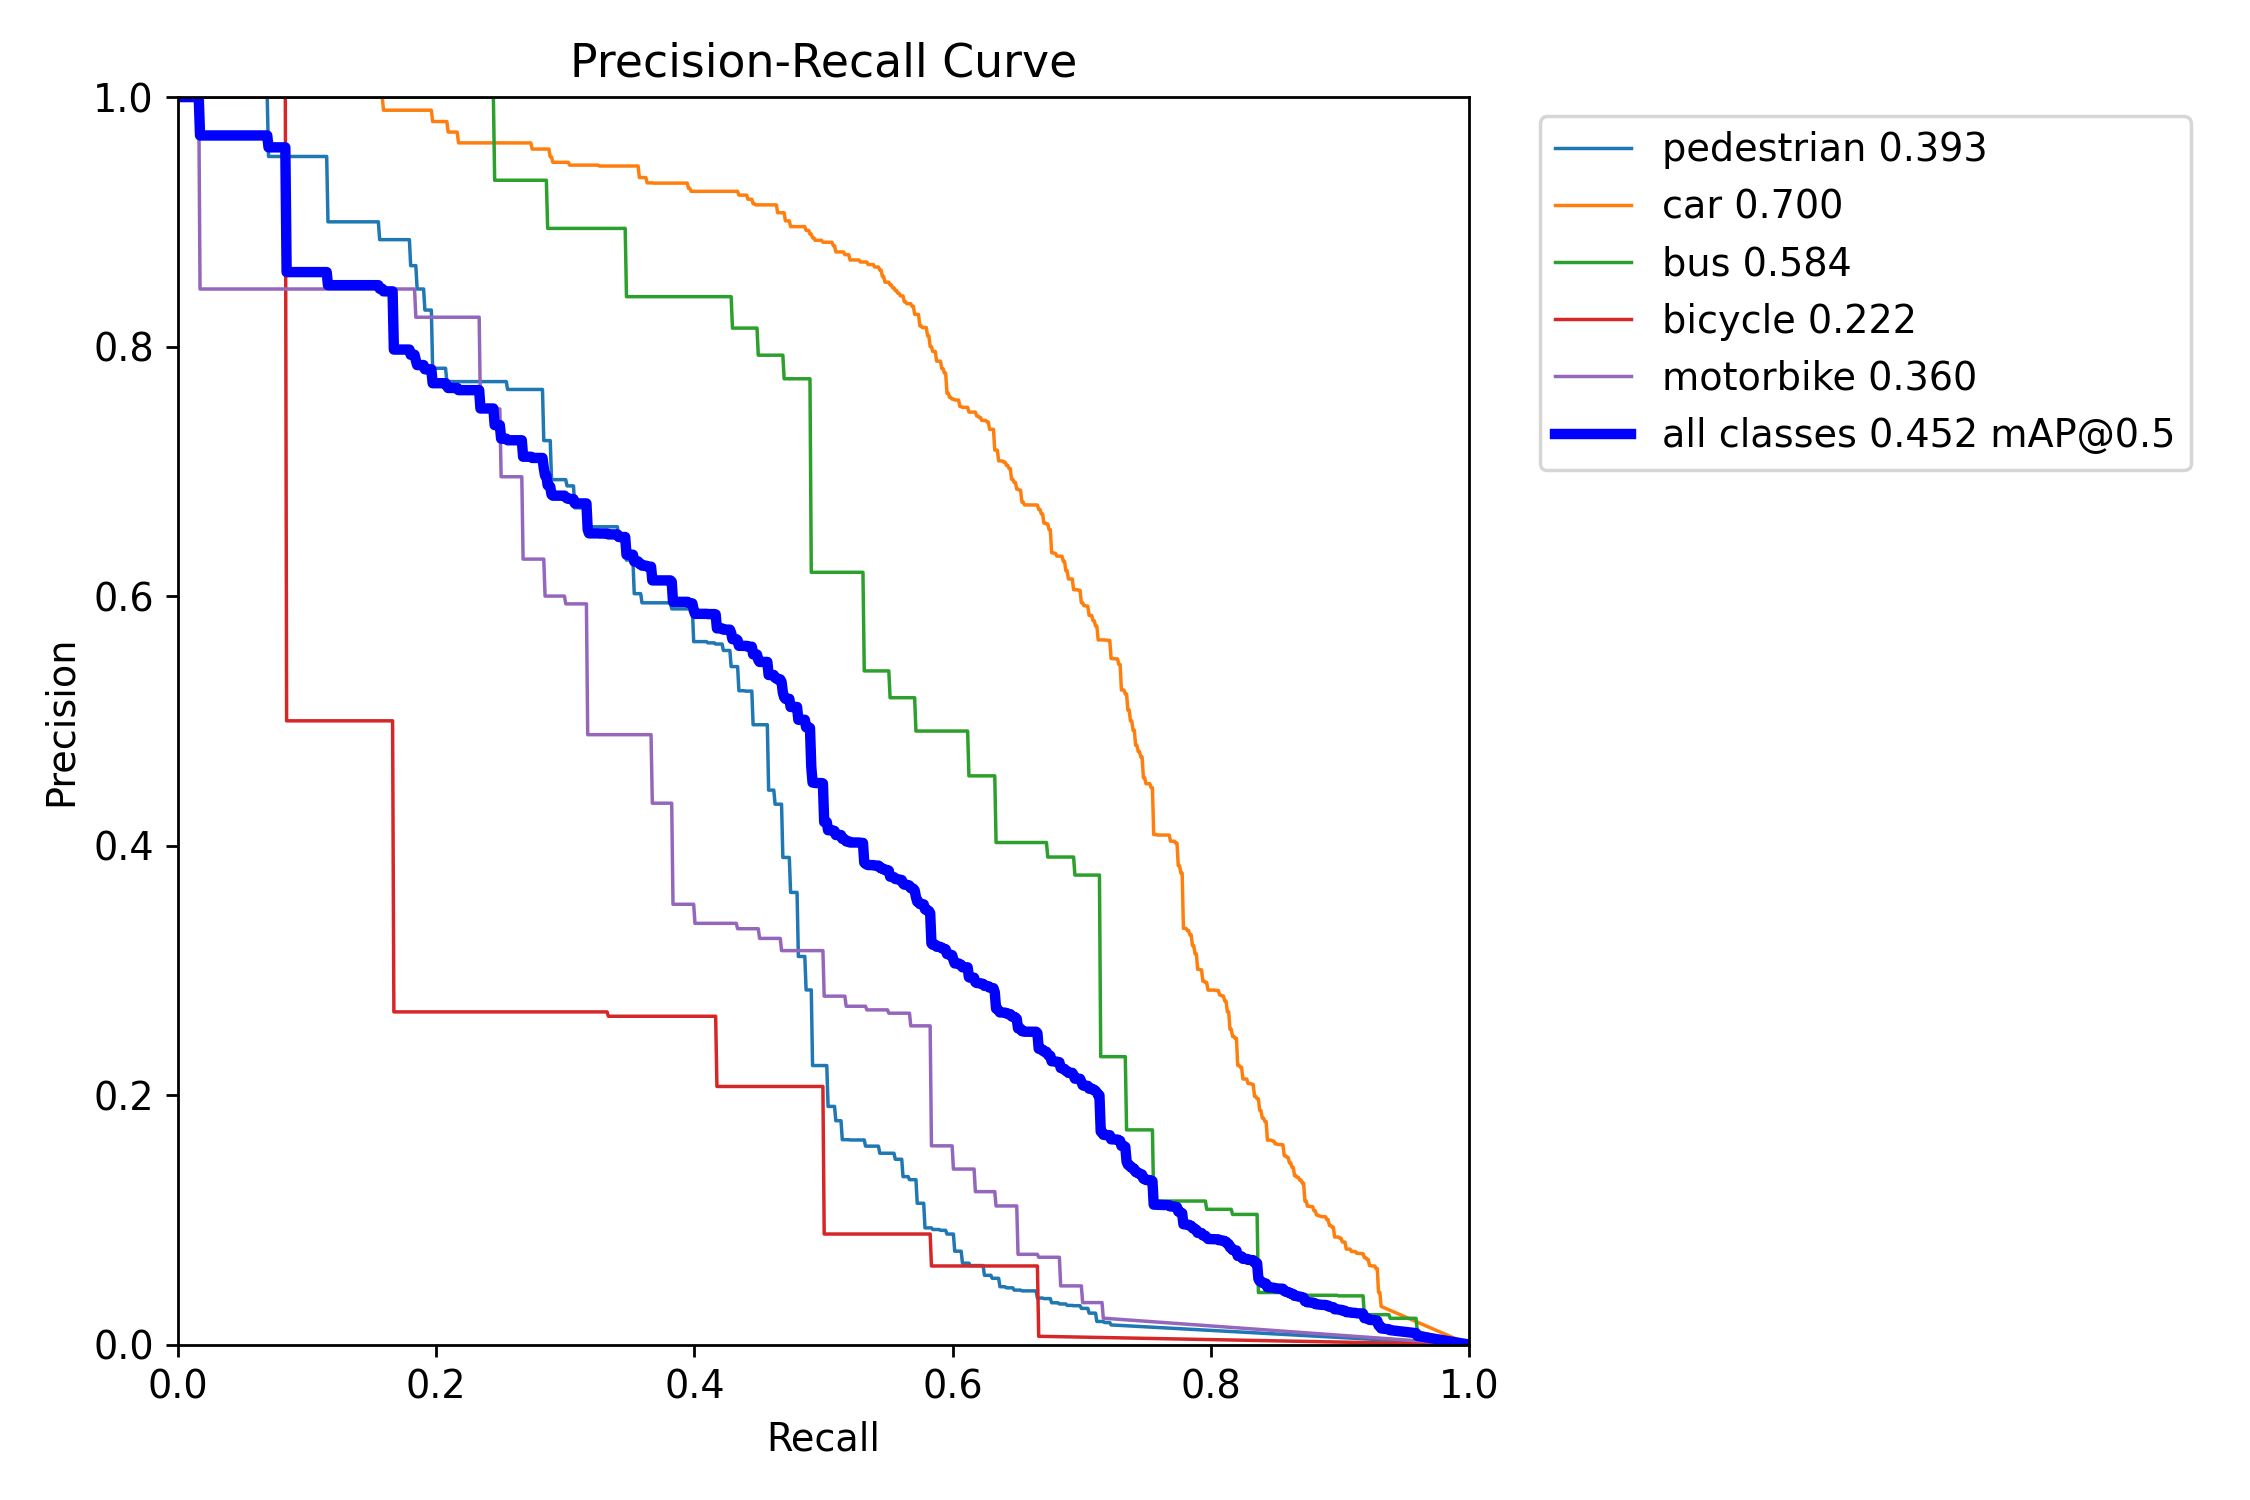 Precision-Recall Curve
1.0
0.8
0.6
0.4
0.2
0.0
Precision
0.0 0.2 0.4 0.6 0.8 1.0
Recall
pedestrian 0.393
car 0.700
bus 0.584
bicycle 0.222
motorbike 0.360
all classes 0.452 mAP@0.5